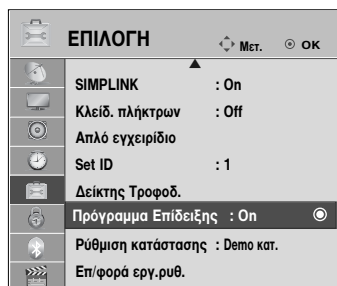 ΕΠΙΛΟΓΗ Μετ. OK
SIMPLINK : On
Κλείδ. πλήκτρων : Off
Απλό εγχειρίδιο
Set ID : 1
Δείκτης Τροφοδ.
Πρόγραμμα Επίδειξης : On
Ρύθμιση κατάστασης : Demo κατ.
Επ/φορά εργ.ρυθ.